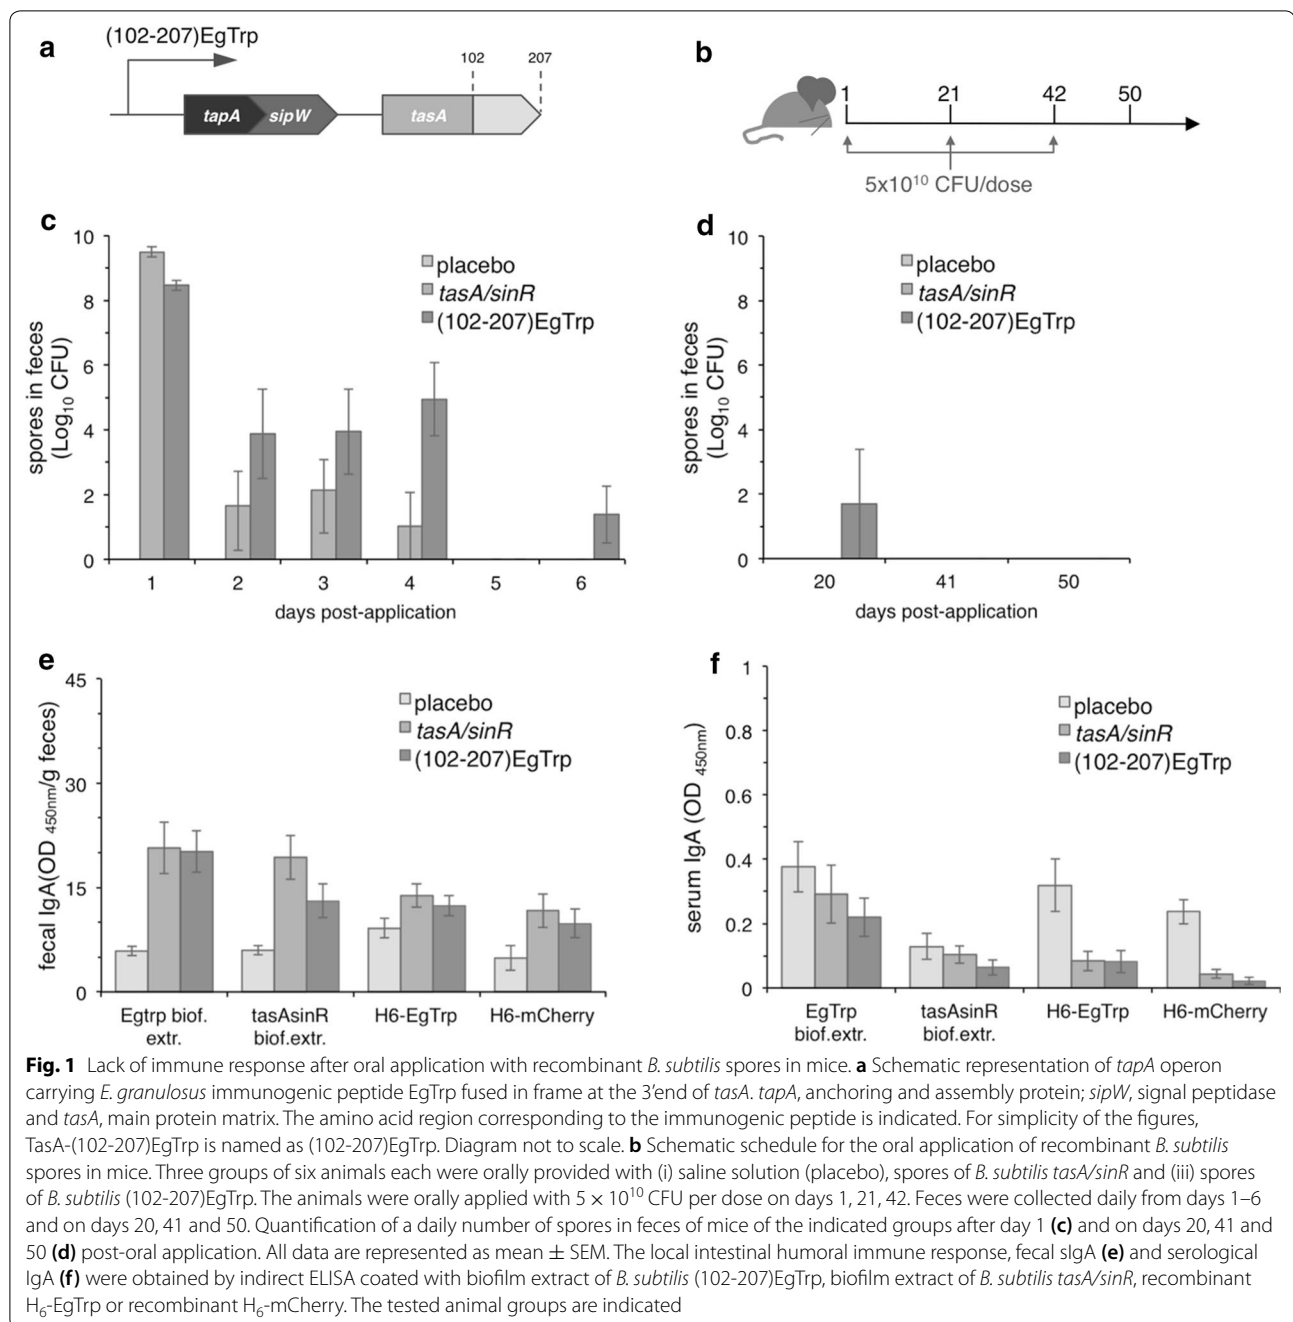 a
(102-207)EgTrp
102
207
tapA
sipW
tasA
b
1
21
42
50
5x10¹⁰ CFU/dose
c
spores in feces
(Log₁₀ CFU)
10
8
6
4
2
0
placebo
tasA/sinR
(102-207)EgTrp
1
2
3
4
5
6
days post-application
d
spores in feces
(Log₁₀ CFU)
10
8
6
4
2
0
placebo
tasA/sinR
(102-207)EgTrp
20
41
50
days post-application
e
fecal IgA(OD 450nm/g feces)
45
30
15
0
placebo
tasA/sinR
(102-207)EgTrp
Egtrp biof.
extr.
tasAsinR
biof.extr.
H6-EgTrp
H6-mCherry
f
serum IgA (OD 450nm)
1
0.8
0.6
0.4
0.2
0
placebo
tasA/sinR
(102-207)EgTrp
EgTrp
biof.extr.
tasAsinR
biof.extr.
H6-EgTrp
H6-mCherry
Fig. 1 Lack of immune response after oral application with recombinant B. subtilis spores in mice. a Schematic representation of tapA operon
carrying E. granulosus immunogenic peptide EgTrp fused in frame at the 3’end of tasA. tapA, anchoring and assembly protein; sipW, signal peptidase
and tasA, main protein matrix. The amino acid region corresponding to the immunogenic peptide is indicated. For simplicity of the figures,
TasA-(102-207)EgTrp is named as (102-207)EgTrp. Diagram not to scale. b Schematic schedule for the oral application of recombinant B. subtilis
spores in mice. Three groups of six animals each were orally provided with (i) saline solution (placebo), spores of B. subtilis tasA/sinR and (iii) spores
of B. subtilis (102-207)EgTrp. The animals were orally applied with 5 × 10¹⁰ CFU per dose on days 1, 21, 42. Feces were collected daily from days 1–6
and on days 20, 41 and 50. Quantification of a daily number of spores in feces of mice of the indicated groups after day 1 (c) and on days 20, 41 and
50 (d) post-oral application. All data are represented as mean ± SEM. The local intestinal humoral immune response, fecal sIgA (e) and serological
IgA (f) were obtained by indirect ELISA coated with biofilm extract of B. subtilis (102-207)EgTrp, biofilm extract of B. subtilis tasA/sinR, recombinant
H₆-EgTrp or recombinant H₆-mCherry. The tested animal groups are indicated